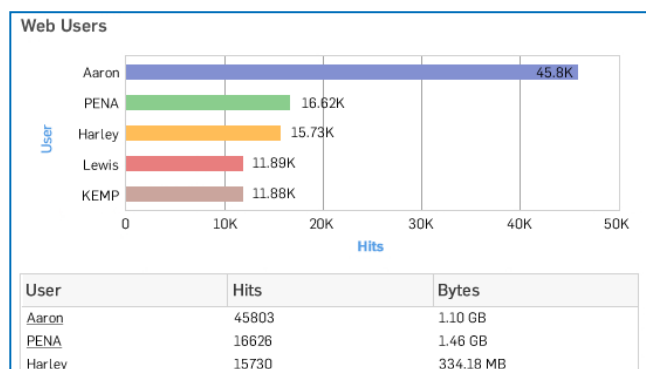 Web Users
Aaron 45.8K
PENA 16.62K
Harley 15.73K
Lewis 11.89K
KEMP 11.88K
User
0 10K 20K 30K 40K 50K
Hits
User Hits Bytes
Aaron 45803 1.10 GB
PENA 16626 1.46 GB
Harley 15730 334.18 MB